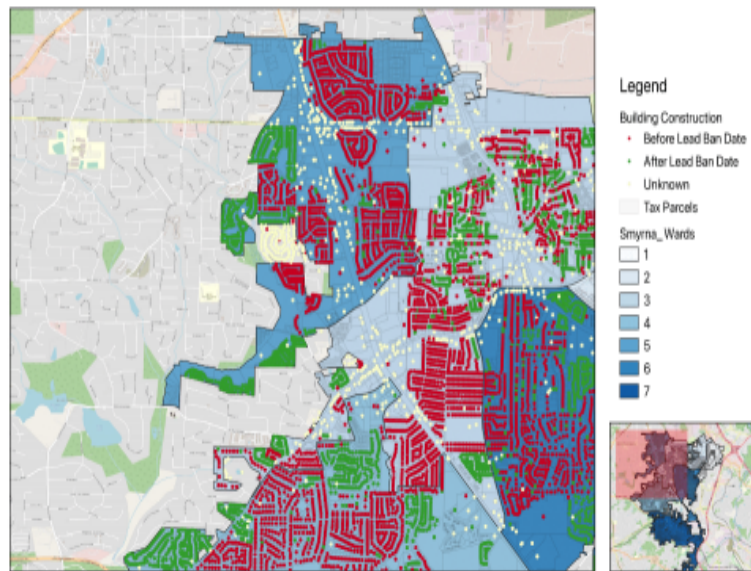 Legend
Building Construction
Before Lead Ban Date
After Lead Ban Date
Unknown
Tax Parcels
Smyrna_Wards
1
2
3
4
5
6
7